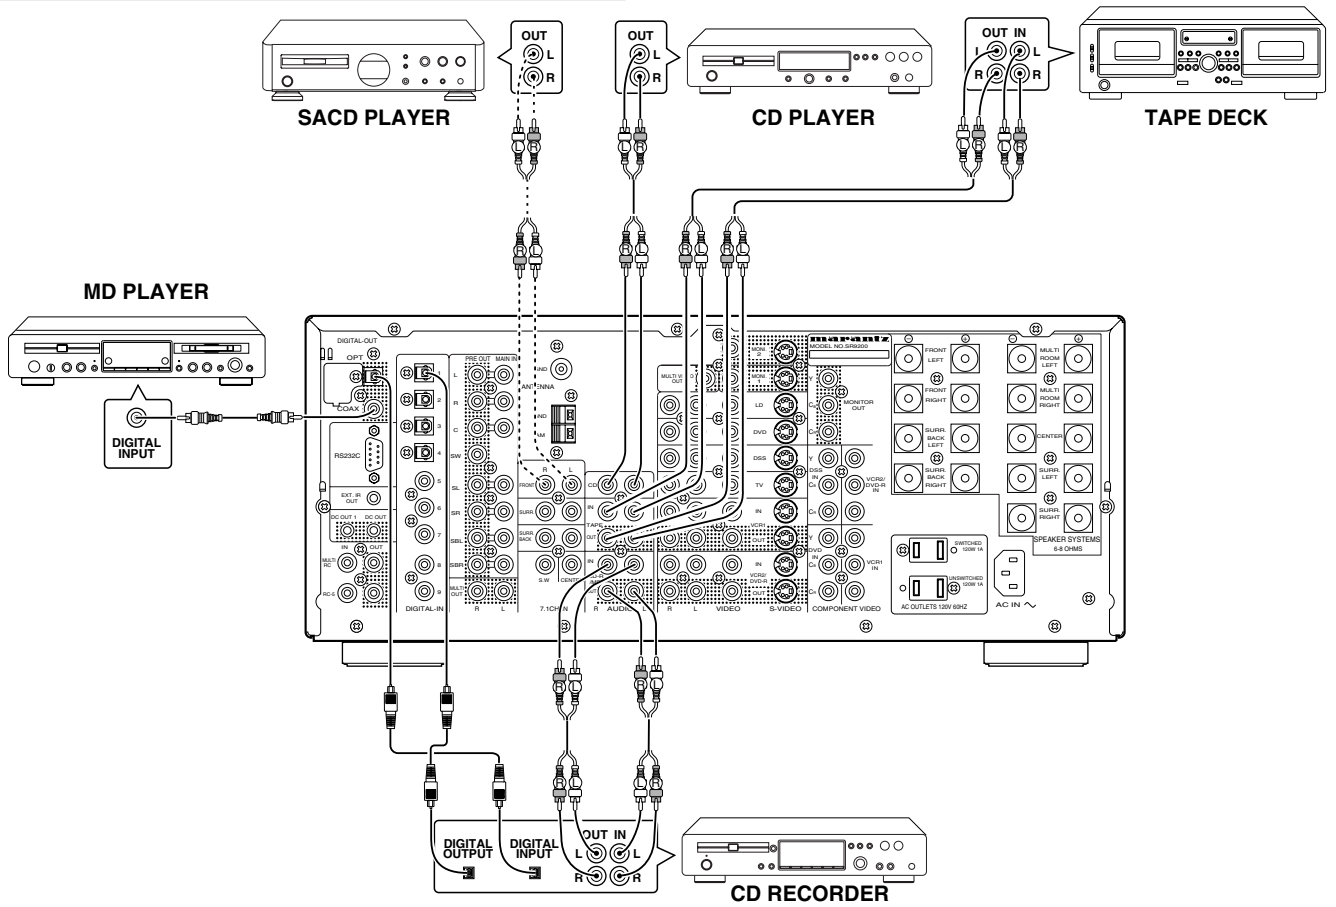 OUT
L
R
SACD PLAYER
OUT
L
R
CD PLAYER
OUT IN
L
R R
TAPE DECK
MD PLAYER
DIGITAL
INPUT
DIGITAL-OUT
OPT
COAX
RS232C
EXT. IR
OUT
DC OUT 1 DC OUT
IN OUT
MULTI
RC
RC-5
1
2
3
4
5
6
7
8
9
DIGITAL-IN
PRE OUT MAIN IN
L
R
C
SW
SL
SR
SBL
SBR
MULTI
OUT
R L
R L
FRONT
SURR.
SURR.
BACK
S.W
7.1CH IN
CD
IN
TAPE
OUT
IN
OUT
R AUDIO L
MONI.
2
MONI.
1
LD
DVD
DSS
TV
IN
VCR1
OUT
IN
VCR2/
DVD-R
OUT
R L VIDEO
S-VIDEO
marantz
MODEL NO.SR9200
MONITOR
OUT
DSS
IN
VCR2/
DVD-R
IN
DVD
IN
VCR1
IN
COMPONENT VIDEO
FRONT
LEFT
FRONT
RIGHT
SURR.
BACK
LEFT
SURR.
BACK
RIGHT
MULTI
ROOM
LEFT
MULTI
ROOM
RIGHT
CENTER
SURR.
LEFT
SURR.
RIGHT
SPEAKER SYSTEMS
6-8 OHMS
SWITCHED
120W 1A
UNSWITCHED
120W 1A
AC OUTLETS 120V 60HZ
AC IN
DIGITAL
OUTPUT
DIGITAL
INPUT
OUT IN
L L
R R
CD RECORDER